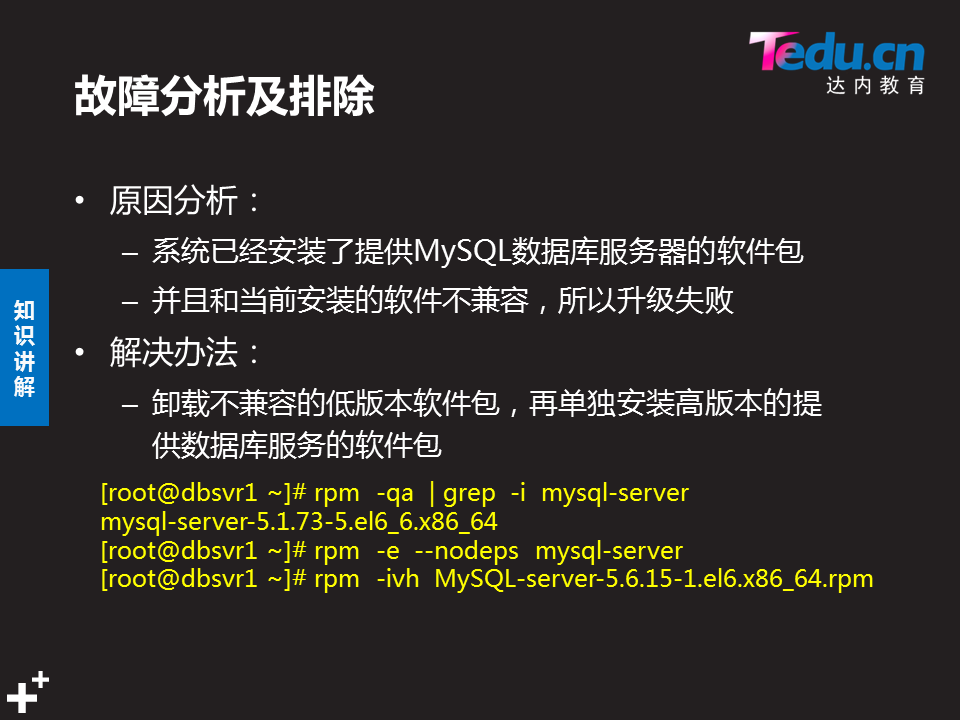 Tedu.cn
达内教育
故障分析及排除
• 原因分析：
– 系统已经安装了提供MySQL数据库服务器的软件包
– 并且和当前安装的软件不兼容，所以升级失败
• 解决办法：
– 卸载不兼容的低版本软件包，再单独安装高版本的提
供数据库服务的软件包
知识讲解
[root@dbsvr1 ~]# rpm -qa | grep -i mysql-server
mysql-server-5.1.73-5.el6_6.x86_64
[root@dbsvr1 ~]# rpm -e --nodeps mysql-server
[root@dbsvr1 ~]# rpm -ivh MySQL-server-5.6.15-1.el6.x86_64.rpm